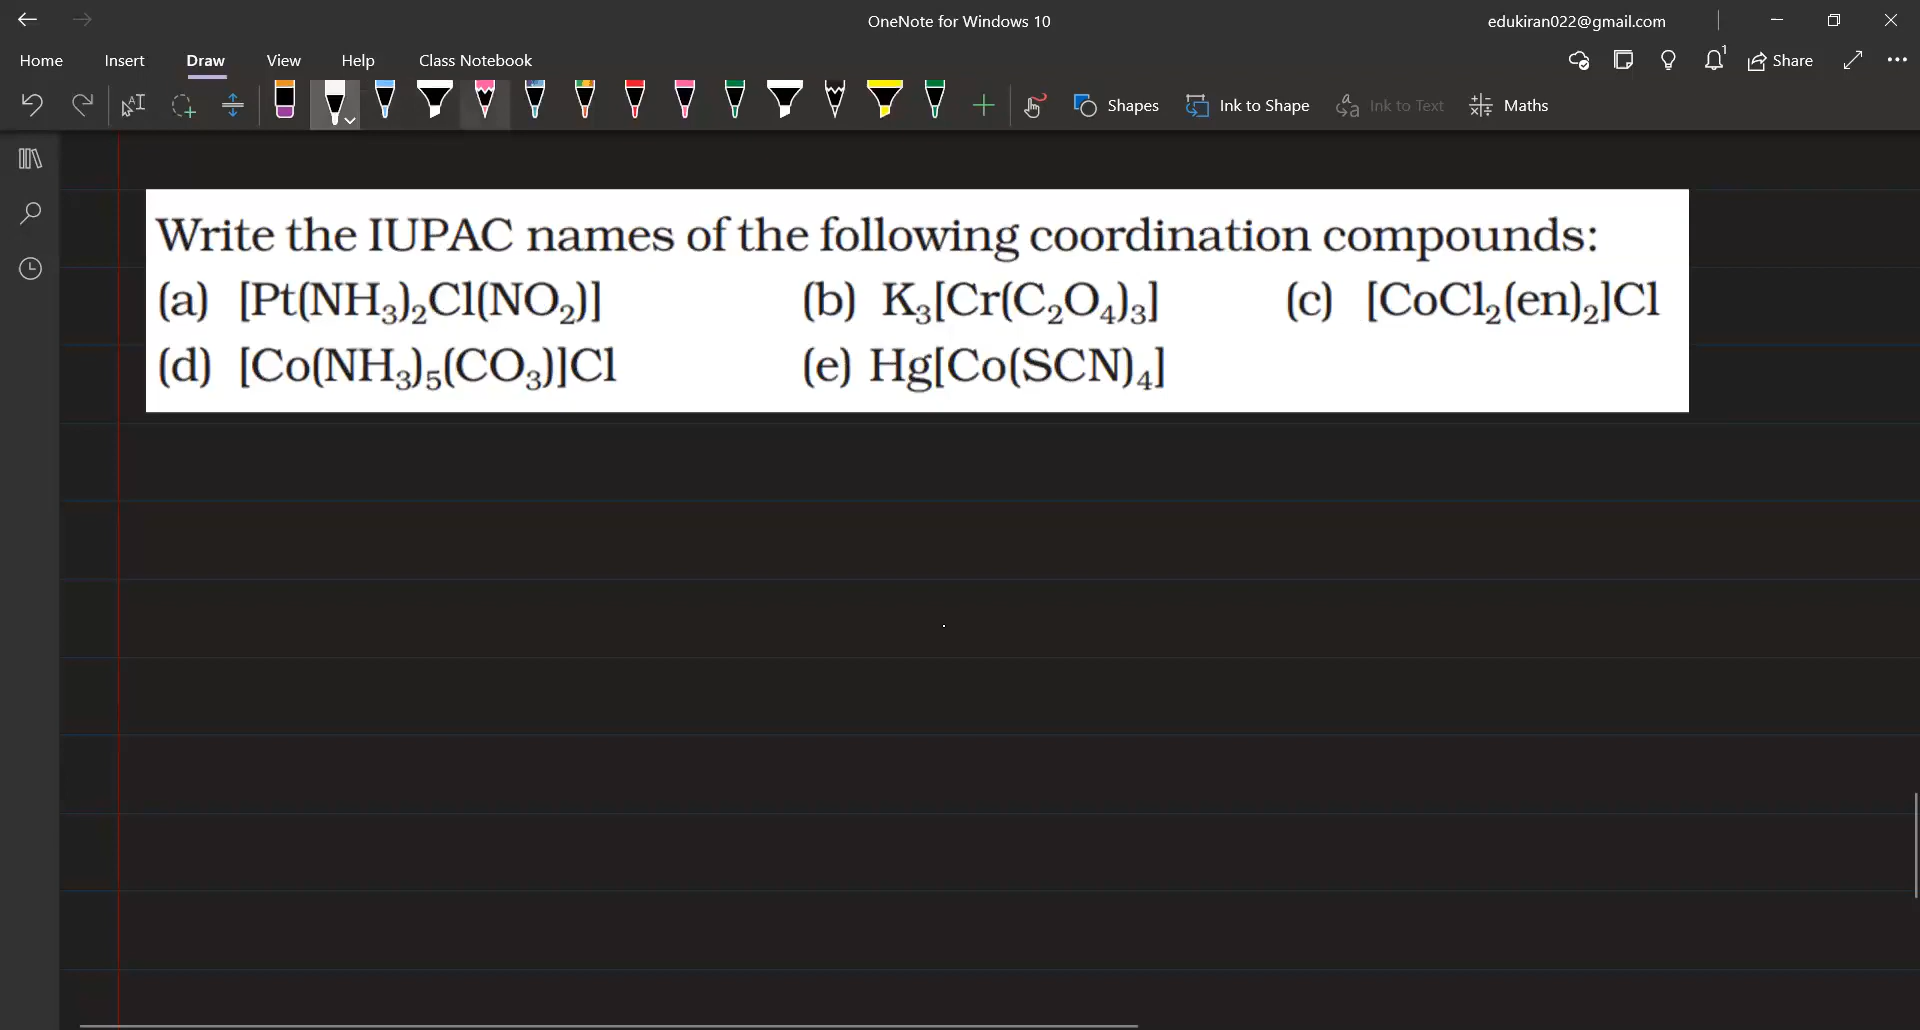 OneNote for Windows 10
edukiran022@gmail.com
Home Insert Draw View Help Class Notebook
1
Share
Shapes Ink to Shape Ink to Text Maths
Write the IUPAC names of the following coordination compounds:
(a) [Pt(NH₃)₂Cl(NO₂)] (b) K₃[Cr(C₂O₄)₃] (c) [CoCl₂(en)₂]Cl
(d) [Co(NH₃)₅(CO₃)]Cl (e) Hg[Co(SCN)₄]